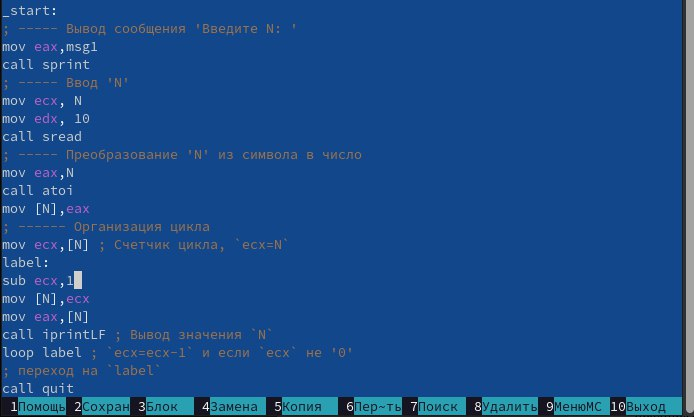 _start:
; ----- Вывод сообщения 'Введите N: '
mov eax,msg1
call sprint
; ----- Ввод 'N'
mov ecx, N
mov edx, 10
call sread
; ----- Преобразование 'N' из символа в число
mov eax,N
call atoi
mov [N],eax
; ------ Организация цикла
mov ecx,[N] ; Счетчик цикла, `ecx=N`
label:
sub ecx,1
mov [N],ecx
mov eax,[N]
call iprintLF ; Вывод значения `N`
loop label ; `ecx=ecx-1` и если `ecx` не '0'
; переход на `label`
call quit
1Помощь 2Сохран 3Блок 4Замена 5Копия 6Пер~ть 7Поиск 8Удалить 9МенюMC 10Выход